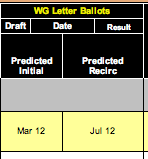 WG Letter Ballots
Draft Date Result
Predicted Initial Predicted Recirc
Mar 12 Jul 12